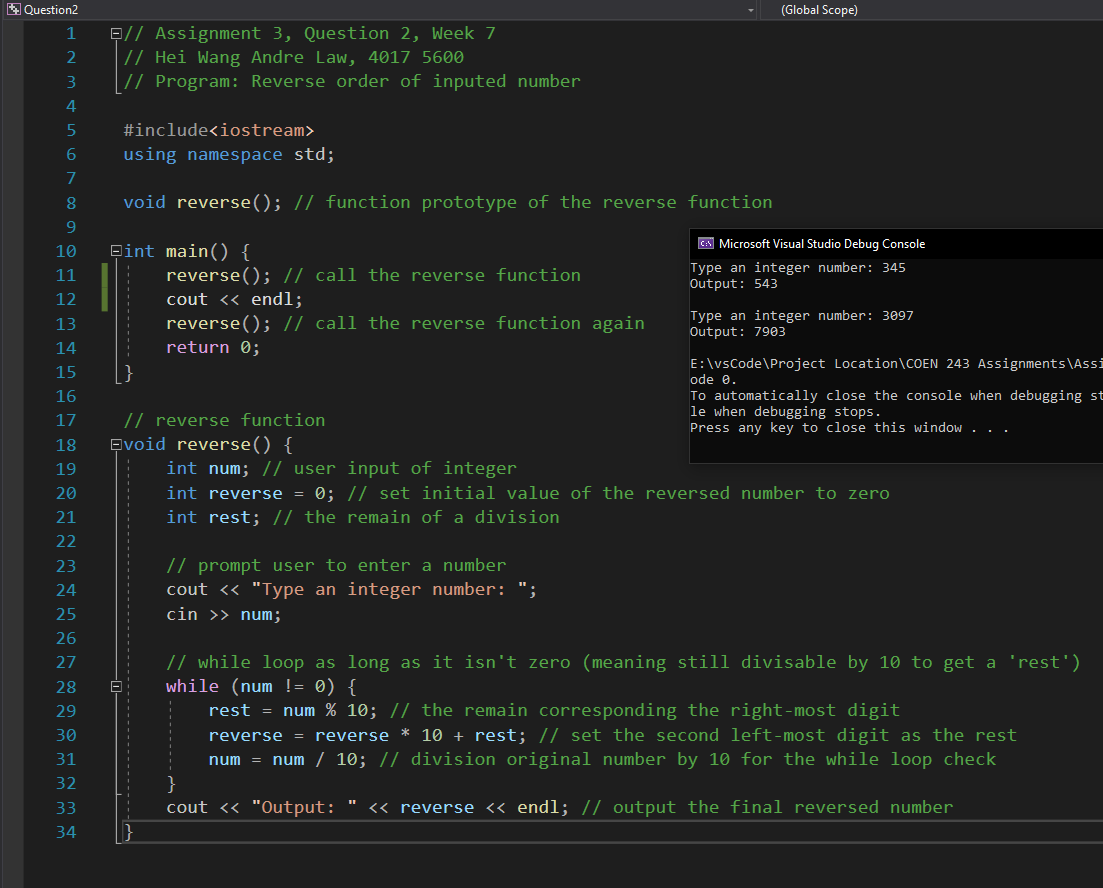 Question2
(Global Scope)
1 // Assignment 3, Question 2, Week 7
2 // Hei Wang Andre Law, 4017 5600
3 // Program: Reverse order of inputed number
4
5 #include<iostream>
6 using namespace std;
7
8 void reverse(); // function prototype of the reverse function
9
10 int main() {
11 reverse(); // call the reverse function
12 cout << endl;
13 reverse(); // call the reverse function again
14 return 0;
15 }
16
17 // reverse function
18 void reverse() {
19 int num; // user input of integer
20 int reverse = 0; // set initial value of the reversed number to zero
21 int rest; // the remain of a division
22
23 // prompt user to enter a number
24 cout << "Type an integer number: ";
25 cin >> num;
26
27 // while loop as long as it isn't zero (meaning still divisable by 10 to get a 'rest')
28 while (num != 0) {
29 rest = num % 10; // the remain corresponding the right-most digit
30 reverse = reverse * 10 + rest; // set the second left-most digit as the rest
31 num = num / 10; // division original number by 10 for the while loop check
32 }
33 cout << "Output: " << reverse << endl; // output the final reversed number
34 }
Microsoft Visual Studio Debug Console
Type an integer number: 345
Output: 543
Type an integer number: 3097
Output: 7903
E:\vsCode\Project Location\COEN 243 Assignments\Assi
ode 0.
To automatically close the console when debugging st
le when debugging stops.
Press any key to close this window . . .